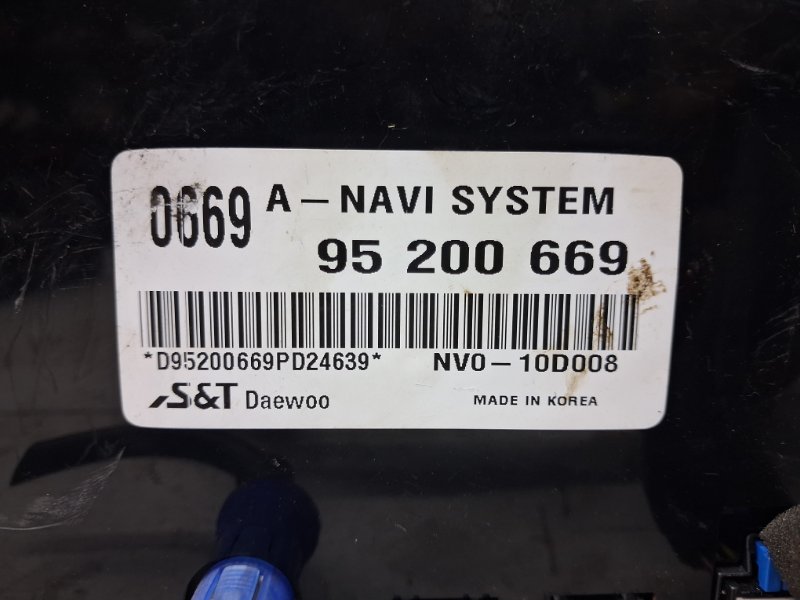 0669 A – NAVI SYSTEM
95 200 669
*D95200669PD24639* NV0–10D008
S&T Daewoo MADE IN KOREA